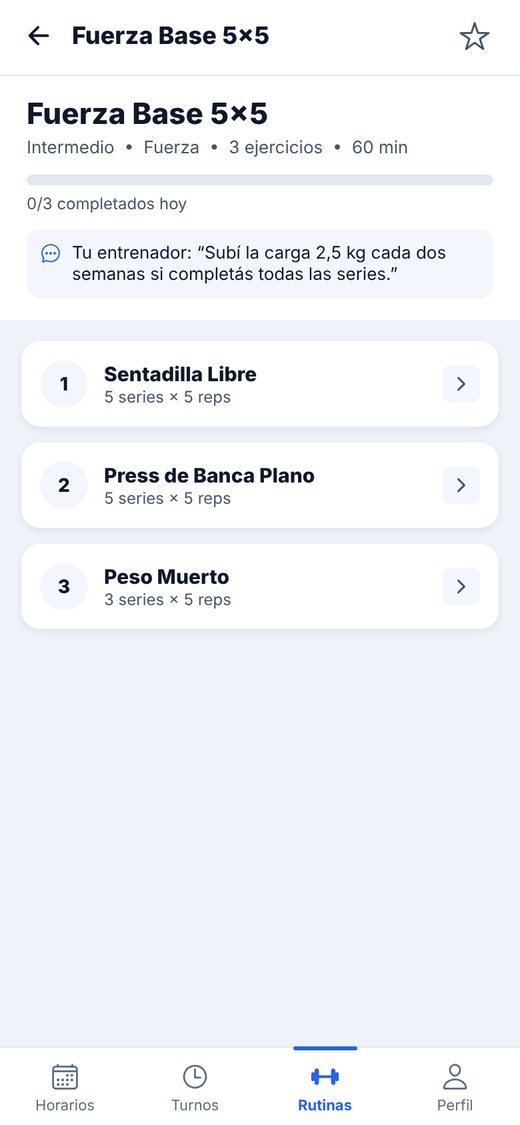 Fuerza Base 5×5
Fuerza Base 5×5
Intermedio • Fuerza • 3 ejercicios • 60 min
0/3 completados hoy
Tu entrenador: “Subí la carga 2,5 kg cada dos
semanas si completás todas las series.”
1
Sentadilla Libre
5 series × 5 reps
2
Press de Banca Plano
5 series × 5 reps
3
Peso Muerto
3 series × 5 reps
Horarios
Turnos
Rutinas
Perfil